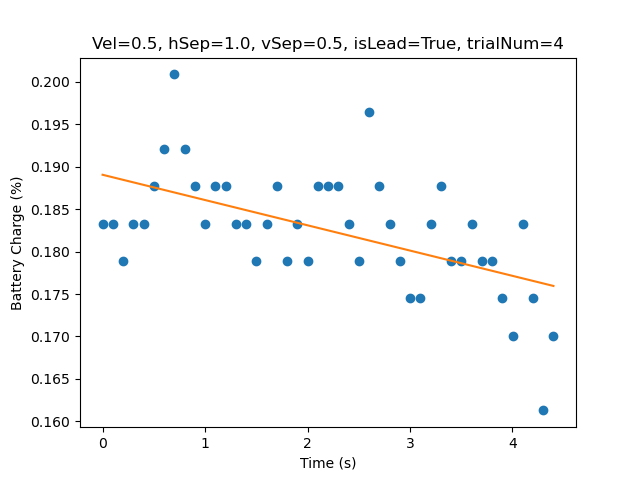 Vel=0.5, hSep=1.0, vSep=0.5, isLead=True, trialNum=4
Battery Charge (%)
0.200
0.195
0.190
0.185
0.180
0.175
0.170
0.165
0.160
0 1 2 3 4
Time (s)